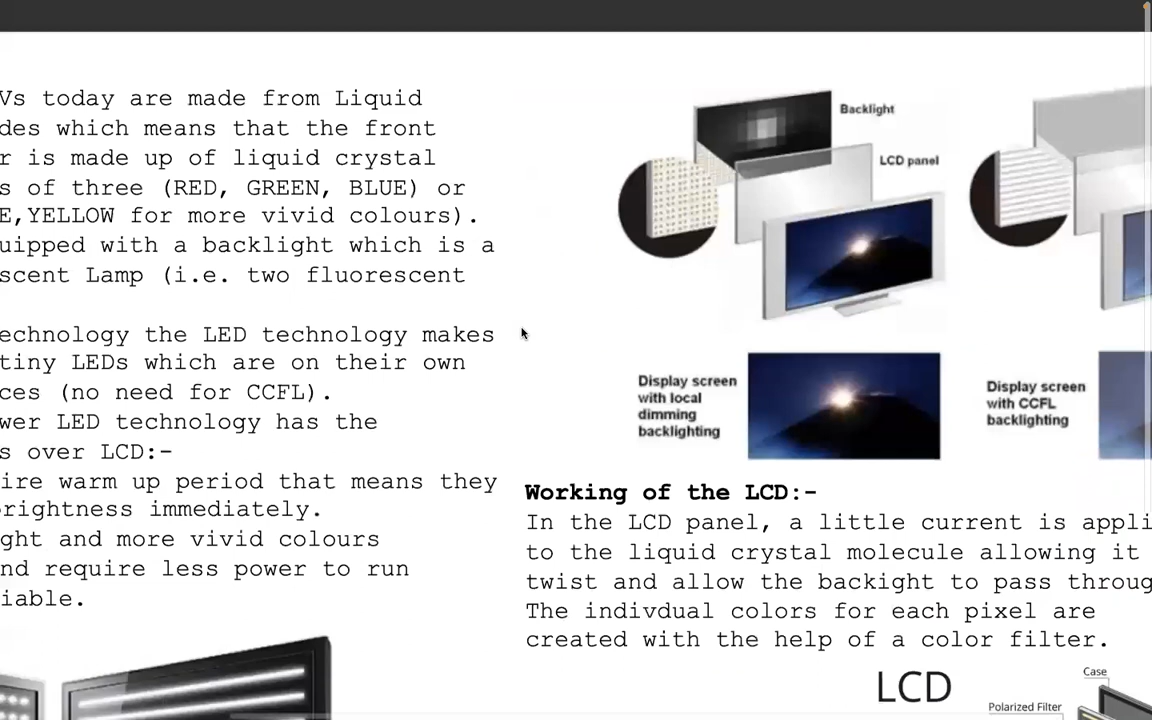 Vs today are made from Liquid
des which means that the front
r is made up of liquid crystal
s of three (RED, GREEN, BLUE) or
E,YELLOW for more vivid colours).
uipped with a backlight which is a
scent Lamp (i.e. two fluorescent
echnology the LED technology makes
tiny LEDs which are on their own
ces (no need for CCFL).
wer LED technology has the
s over LCD:-
ire warm up period that means they
rightness immediately.
ght and more vivid colours
nd require less power to run
iable.
Backlight
LCD panel
Display screen
with local
dimming
backlighting
Display screen
with CCFL
backlighting
Working of the LCD:-
In the LCD panel, a little current is appli
to the liquid crystal molecule allowing it
twist and allow the backight to pass throug
The indivdual colors for each pixel are
created with the help of a color filter.
LCD
Case
Polarized Filter